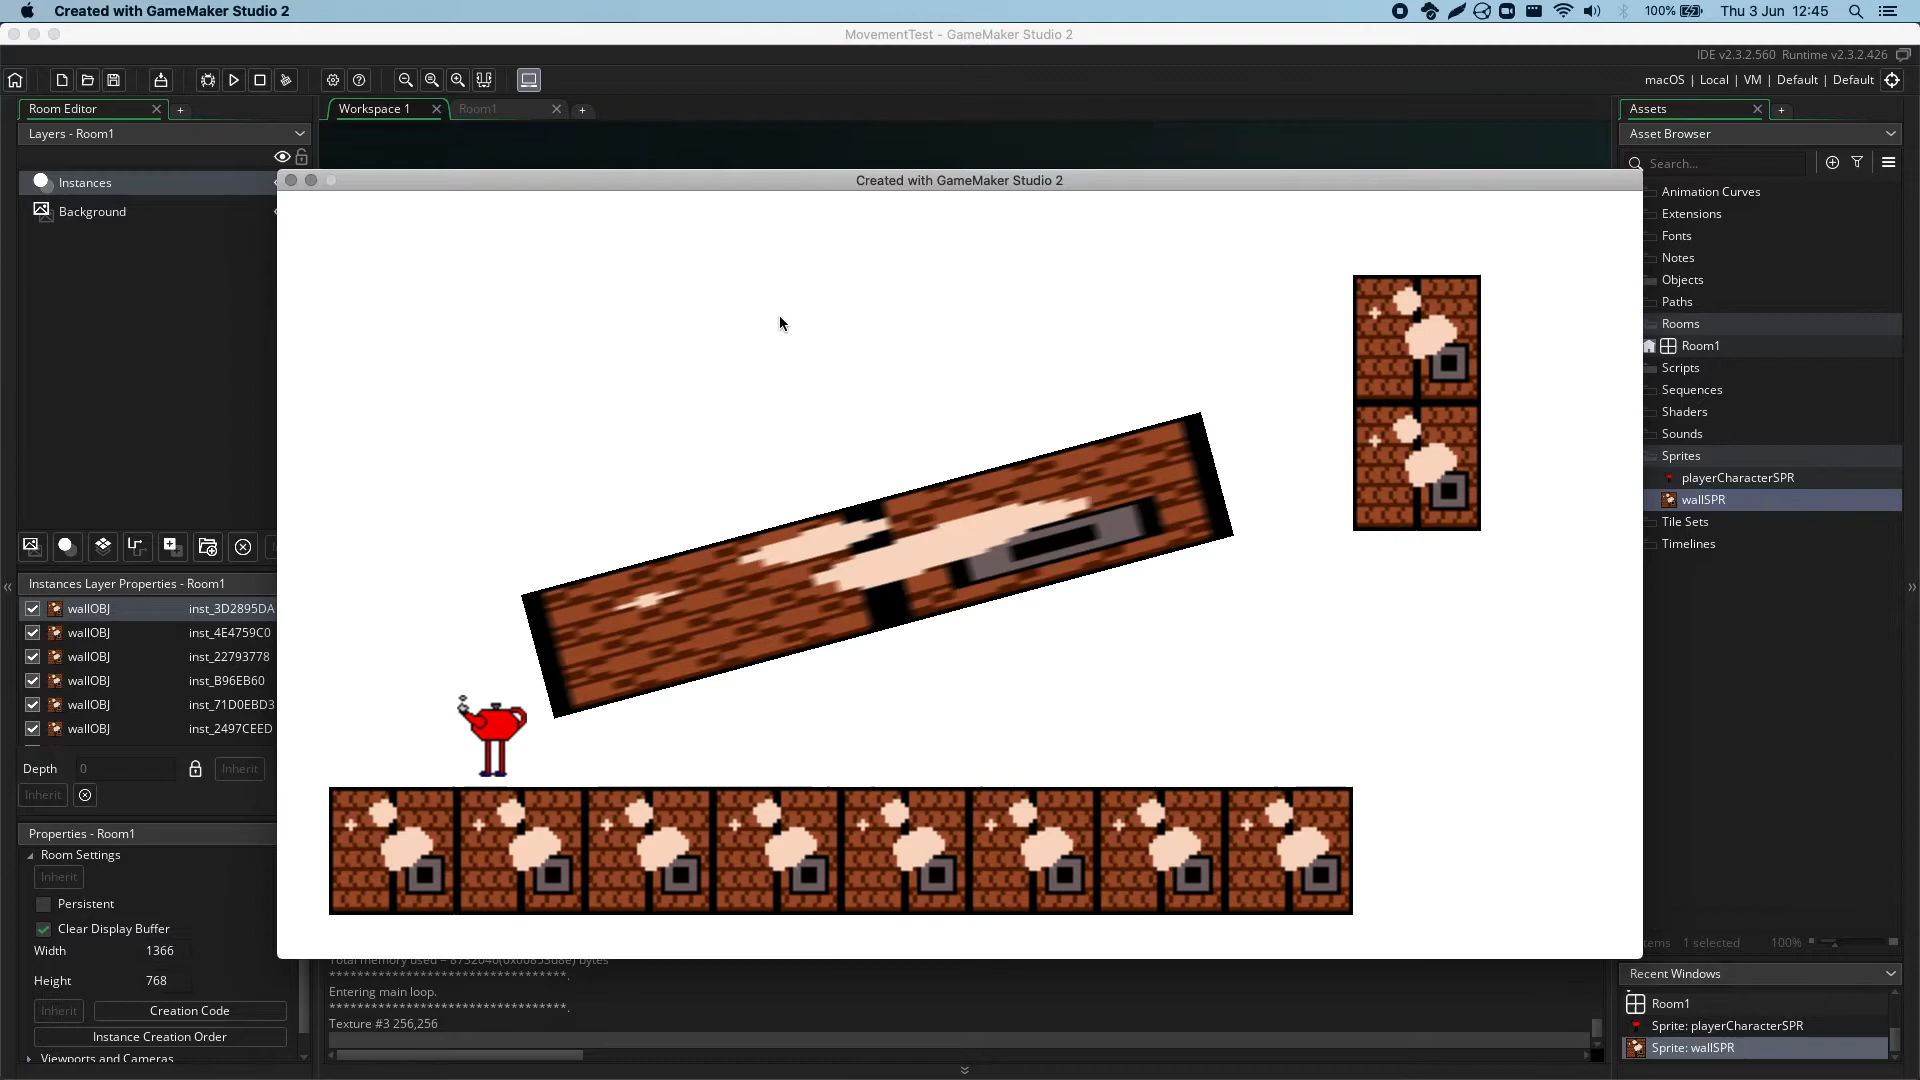 Created with GameMaker Studio 2
100%
Thu 3 Jun 12:45
MovementTest - GameMaker Studio 2
IDE v2.3.2.560 Runtime v2.3.2.426
macOS | Local | VM | Default | Default
Room Editor
Workspace 1
Room1
Assets
Layers - Room1
Asset Browser
Search...
Instances
Background
Created with GameMaker Studio 2
Animation Curves
Extensions
Fonts
Notes
Objects
Paths
Rooms
Room1
Scripts
Sequences
Shaders
Sounds
Sprites
playerCharacterSPR
wallSPR
Tile Sets
Timelines
Instances Layer Properties - Room1
wallOBJ inst_3D2895DA
wallOBJ inst_4E4759C0
wallOBJ inst_22793778
wallOBJ inst_B96EB60
wallOBJ inst_71D0EBD3
wallOBJ inst_2497CEED
Depth 0 Inherit
Inherit
Properties - Room1
Room Settings
Inherit
Persistent
Clear Display Buffer
Width 1366
Height 768
Inherit Creation Code
Instance Creation Order
Viewports and Cameras
Total memory used = 8732640(0x00853d8e) bytes
**********************************.
Entering main loop.
**********************************.
Texture #3 256,256
1 selected 100%
Recent Windows
Room1
Sprite: playerCharacterSPR
Sprite: wallSPR